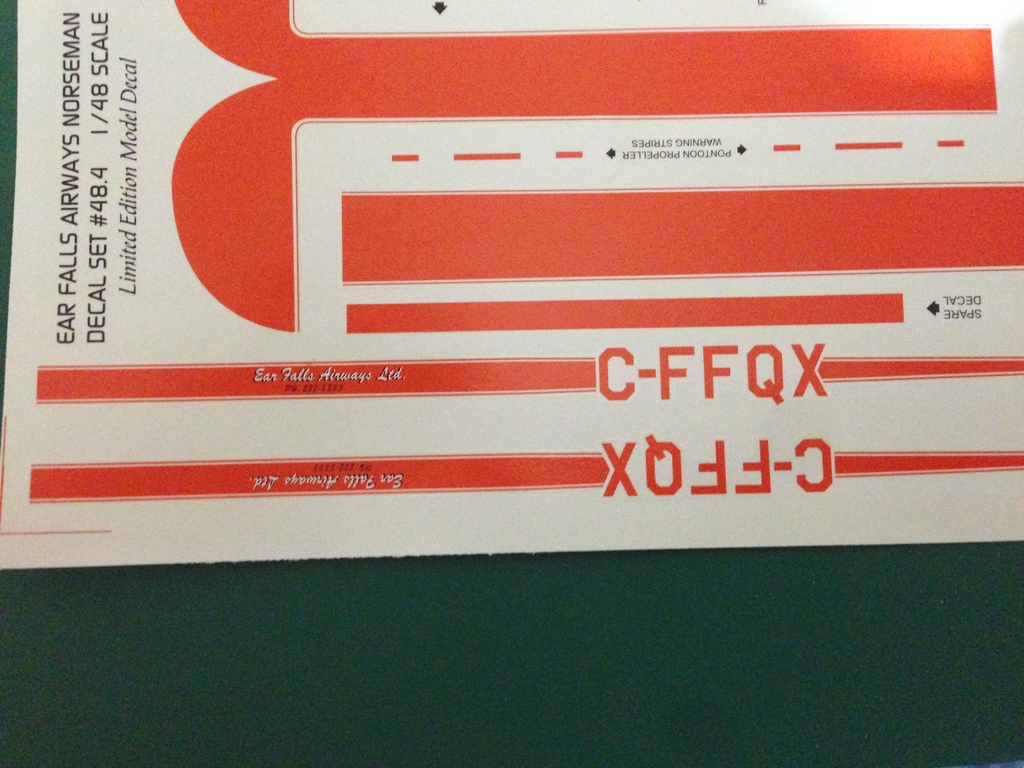 EAR FALLS AIRWAYS NORSEMAN
DECAL SET #48.4 1/48 SCALE
Limited Edition Model Decal
PONTOON PROPELLER
WARNING STRIPES
SPARE
DECAL
Ear Falls Airways Ltd.
C-FFQX
C-FFQX
Ear Falls Airways Ltd.